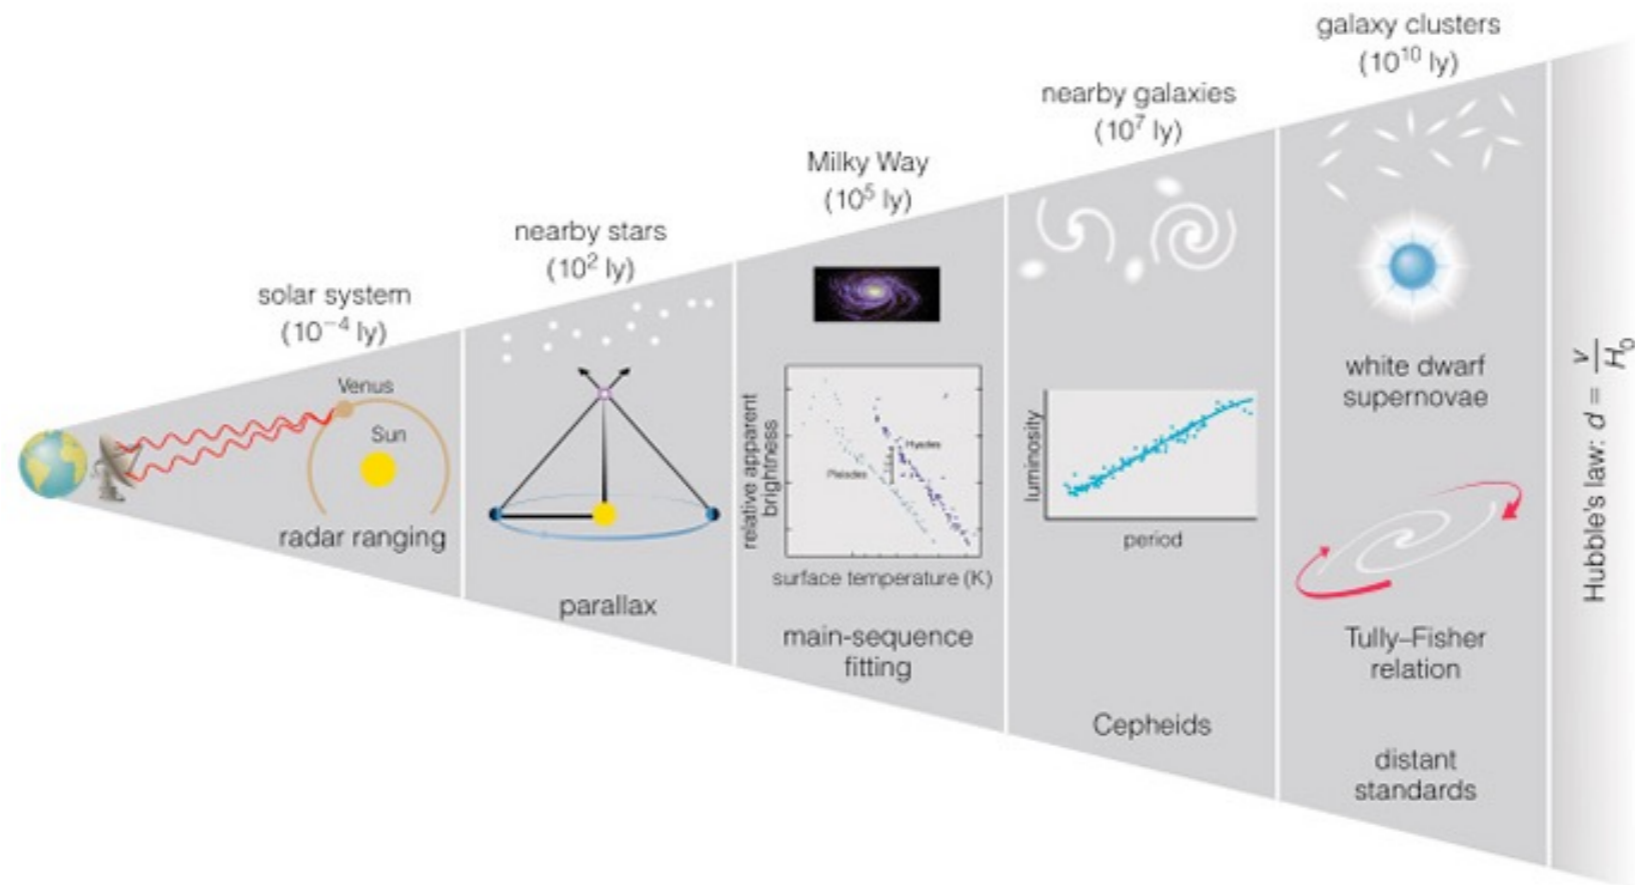 solar system
(10⁻⁴ ly)
Venus
Sun
radar ranging
nearby stars
(10² ly)
parallax
Milky Way
(10⁵ ly)
relative apparent
brightness
Hyades
Pleiades
surface temperature (K)
main-sequence
fitting
nearby galaxies
(10⁷ ly)
luminosity
period
Cepheids
galaxy clusters
(10¹⁰ ly)
white dwarf
supernovae
Tully–Fisher
relation
distant
standards
Hubble's law: d = v/H₀